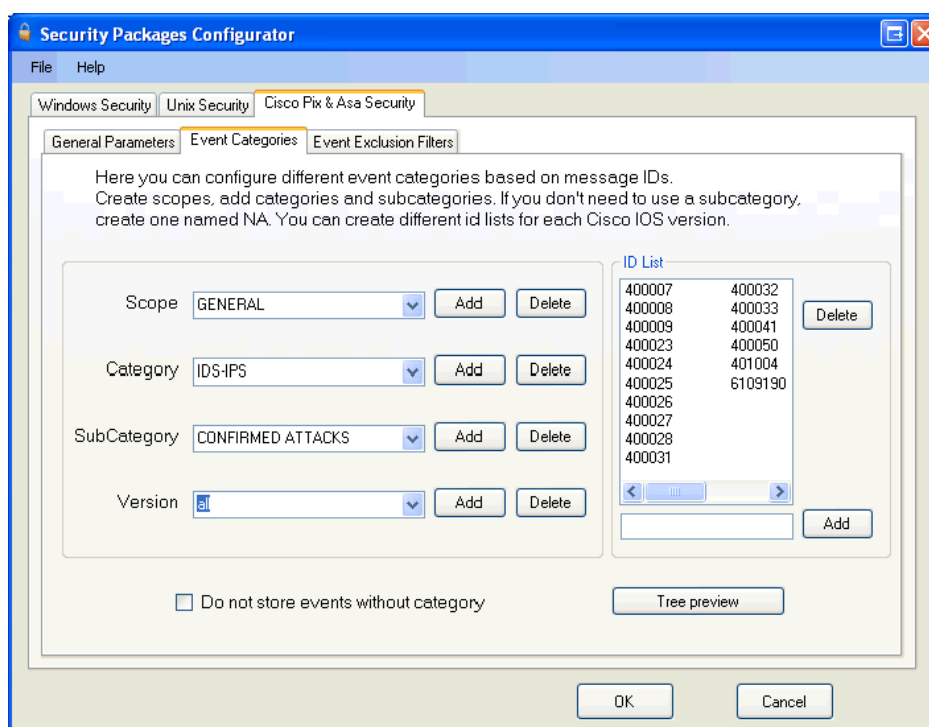 Security Packages Configurator
File Help
Windows Security Unix Security Cisco Pix & Asa Security
General Parameters Event Categories Event Exclusion Filters
Here you can configure different event categories based on message IDs.
Create scopes, add categories and subcategories. If you don't need to use a subcategory,
create one named NA. You can create different id lists for each Cisco IOS version.
Scope GENERAL Add Delete
Category IDS-IPS Add Delete
SubCategory CONFIRMED ATTACKS Add Delete
Version all Add Delete
ID List
400007 400032
400008 400033
400009 400041
400023 400050
400024 401004
400025 6109190
400026
400027
400028
400031
Delete
Add
Do not store events without category
Tree preview
OK Cancel